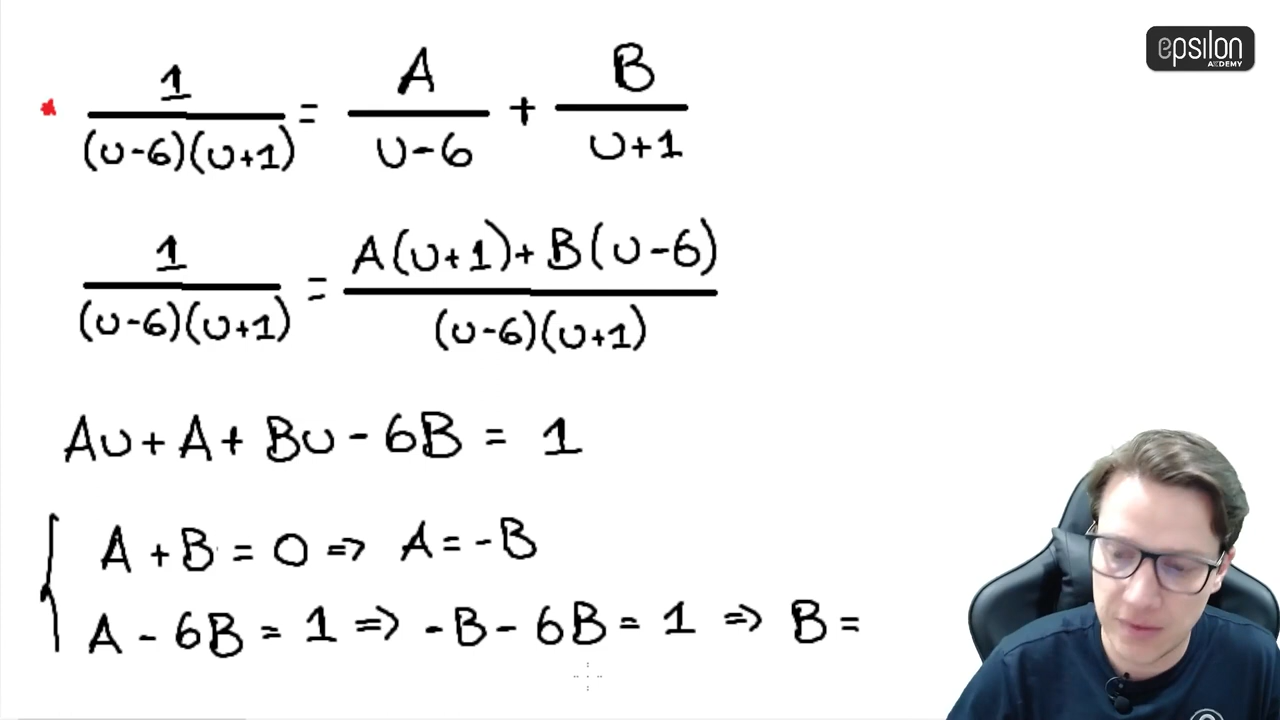 epsilon
AKDEMY
* 1/((u-6)(u+1)) = A/(u-6) + B/(u+1)
1/((u-6)(u+1)) = (A(u+1)+B(u-6))/((u-6)(u+1))
Au + A + Bu - 6B = 1
A + B = 0 => A = -B
A - 6B = 1 => -B - 6B = 1 => B =